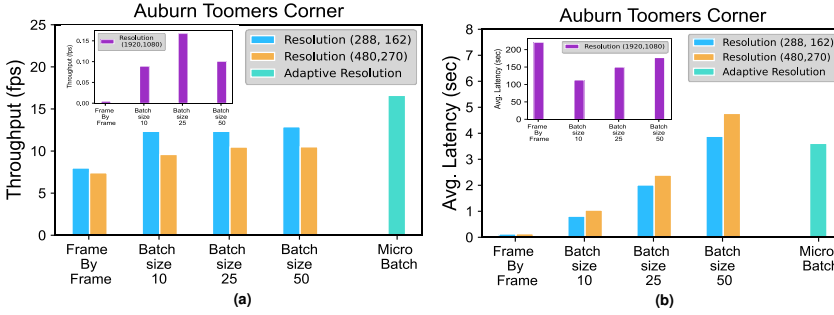 Auburn Toomers Corner
Throughput (fps)
25
20
15
10
5
0
Throughput (fps)
0.15
0.10
0.05
0.00
Resolution
(1920,1080)
Frame
By
Frame
Batch
size
10
Batch
size
25
Batch
size
50
Resolution (288, 162)
Resolution (480,270)
Adaptive Resolution
Frame
By
Frame
Batch
size
10
Batch
size
25
Batch
size
50
Micro
Batch
(a)
Auburn Toomers Corner
Avg. Latency (sec)
8
7
6
5
4
3
2
1
0
Avg. Latency (sec)
200
150
100
50
0
Resolution (1920,1080)
Frame
By
Frame
Batch
size
10
Batch
size
25
Batch
size
50
Resolution (288, 162)
Resolution (480,270)
Adaptive Resolution
Frame
By
Frame
Batch
size
10
Batch
size
25
Batch
size
50
Micro
Batch
(b)